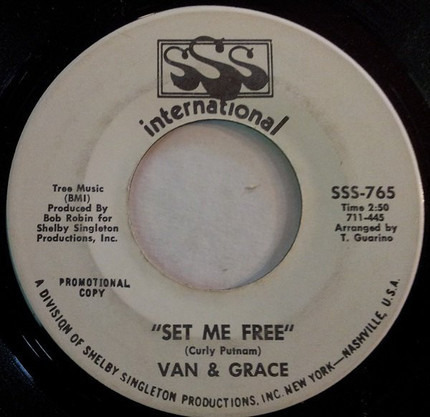 SSS
international
Tree Music
(BMI)
Produced By
Bob Robin for
Shelby Singleton
Productions, Inc.
SSS-765
Time 2:50
711-445
Arranged by
T. Guarino
PROMOTIONAL
COPY
"SET ME FREE"
(Curly Putnam)
VAN & GRACE
A DIVISION OF SHELBY SINGLETON PRODUCTIONS, INC. NEW YORK—NASHVILLE, U.S.A.